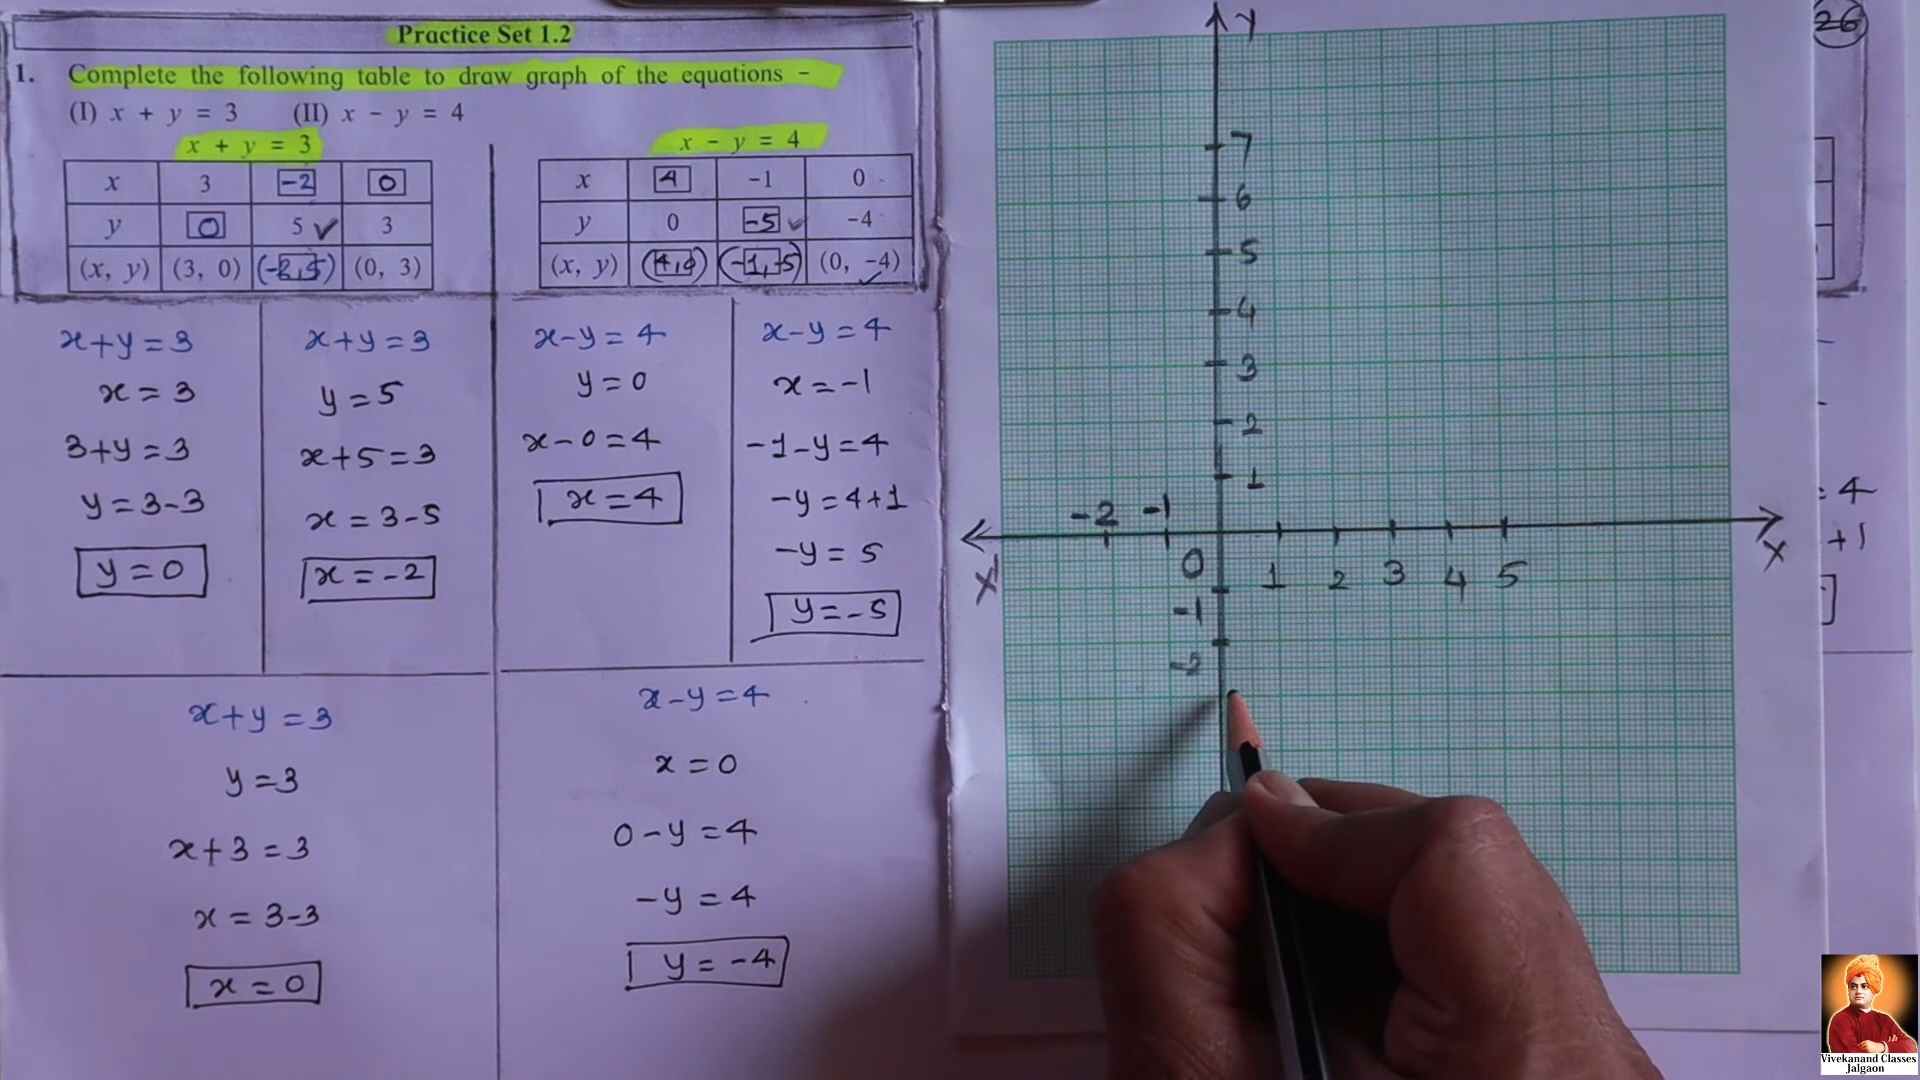 Practice Set 1.2
1. Complete the following table to draw graph of the equations -
(I) x + y = 3 (II) x - y = 4
x + y = 3
x 3 -2 0
y 0 5 ✓ 3
(x, y) (3, 0) (-2,5) (0, 3)
x - y = 4
x 4 -1 0
y 0 -5 -4
(x, y) (4,0) (-1,-5) (0, -4)
x+y=3
x=3
3+y=3
y=3-3
y=0
x+y=3
y=5
x+5=3
x=3-5
x=-2
x-y=4
y=0
x-0=4
x=4
x-y=4
x=-1
-1-y=4
-y=4+1
-y=5
y=-5
x+y=3
y=3
x+3=3
x=3-3
x=0
x-y=4
x=0
0-y=4
-y=4
y=-4
Y
7
6
5
4
3
2
1
-2 -1
X' 0 1 2 3 4 5 X
-1
-2
26
=4
+1
Vivekanand Classes
Jalgaon